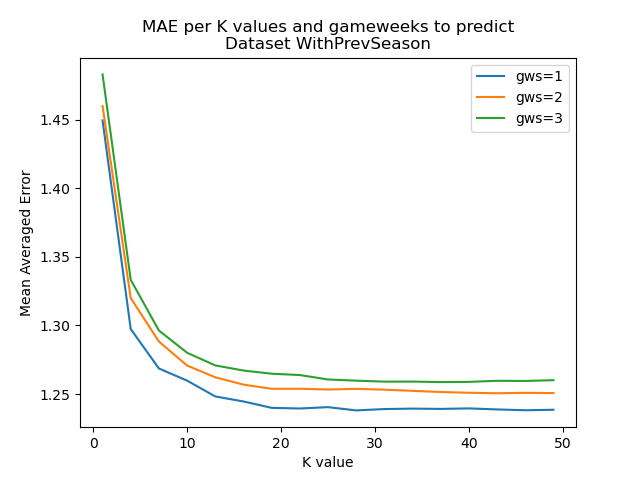 MAE per K values and gameweeks to predict
Dataset WithPrevSeason
gws=1
gws=2
gws=3
Mean Averaged Error
1.45
1.40
1.35
1.30
1.25
0
10
20
30
40
50
K value